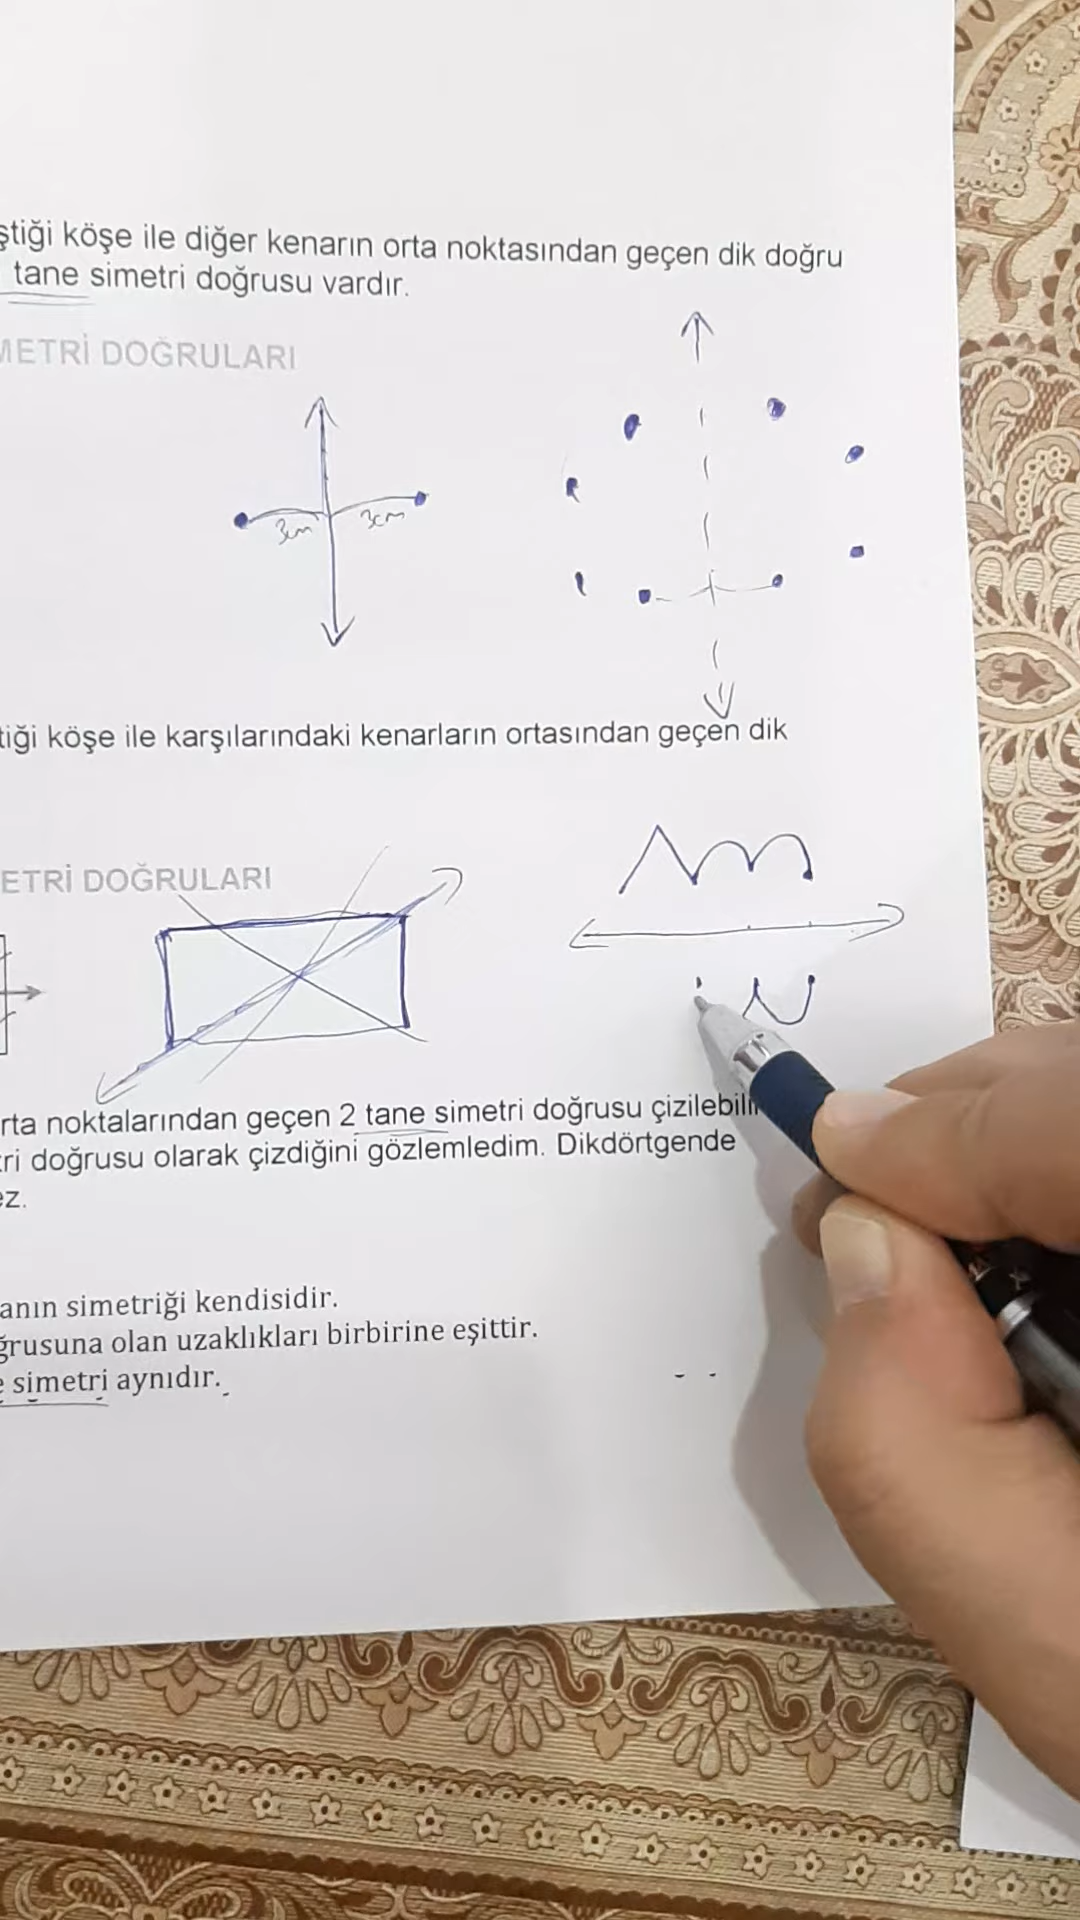 ştiği köşe ile diğer kenarın orta noktasından geçen dik doğru
tane simetri doğrusu vardır.
METRİ DOĞRULARI
3cm 3cm
tiği köşe ile karşılarındaki kenarların ortasından geçen dik
ETRİ DOĞRULARI
rta noktalarından geçen 2 tane simetri doğrusu çizilebili
ri doğrusu olarak çizdiğini gözlemledim. Dikdörtgende
ez.
anın simetriği kendisidir.
ğrusuna olan uzaklıkları birbirine eşittir.
e simetri aynıdır.